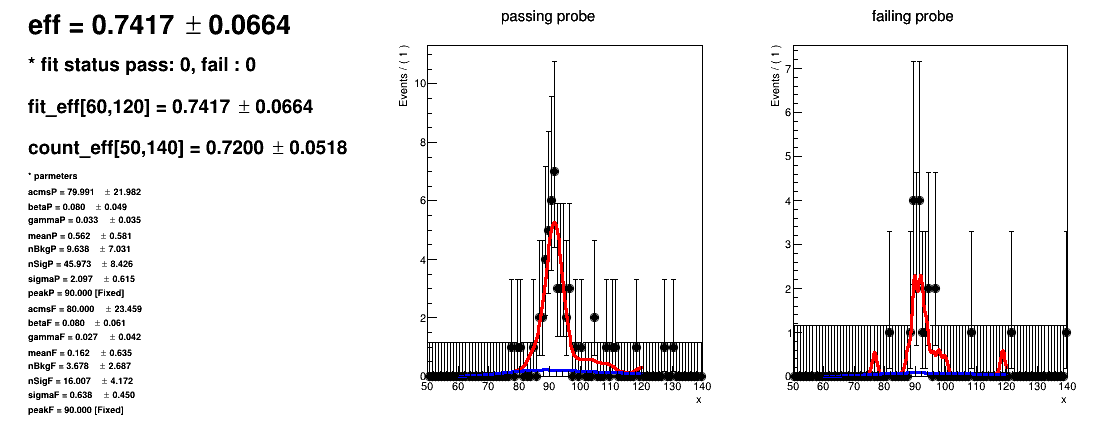 eff = 0.7417 ± 0.0664
* fit status pass: 0, fail : 0
fit_eff[60,120] = 0.7417 ± 0.0664
count_eff[50,140] = 0.7200 ± 0.0518
* parmeters
acmsP = 79.991 ± 21.982
betaP = 0.080 ± 0.049
gammaP = 0.033 ± 0.035
meanP = 0.562 ± 0.581
nBkgP = 9.638 ± 7.031
nSigP = 45.973 ± 8.426
sigmaP = 2.097 ± 0.615
peakP = 90.000 [Fixed]
acmsF = 80.000 ± 23.459
betaF = 0.080 ± 0.061
gammaF = 0.027 ± 0.042
meanF = 0.162 ± 0.635
nBkgF = 3.678 ± 2.687
nSigF = 16.007 ± 4.172
sigmaF = 0.638 ± 0.450
peakF = 90.000 [Fixed]
passing probe
Events / ( 1 )
10
8
6
4
2
0
50 60 70 80 90 100 110 120 130 140
x
failing probe
Events / ( 1 )
7
6
5
4
3
2
1
0
50 60 70 80 90 100 110 120 130 140
x